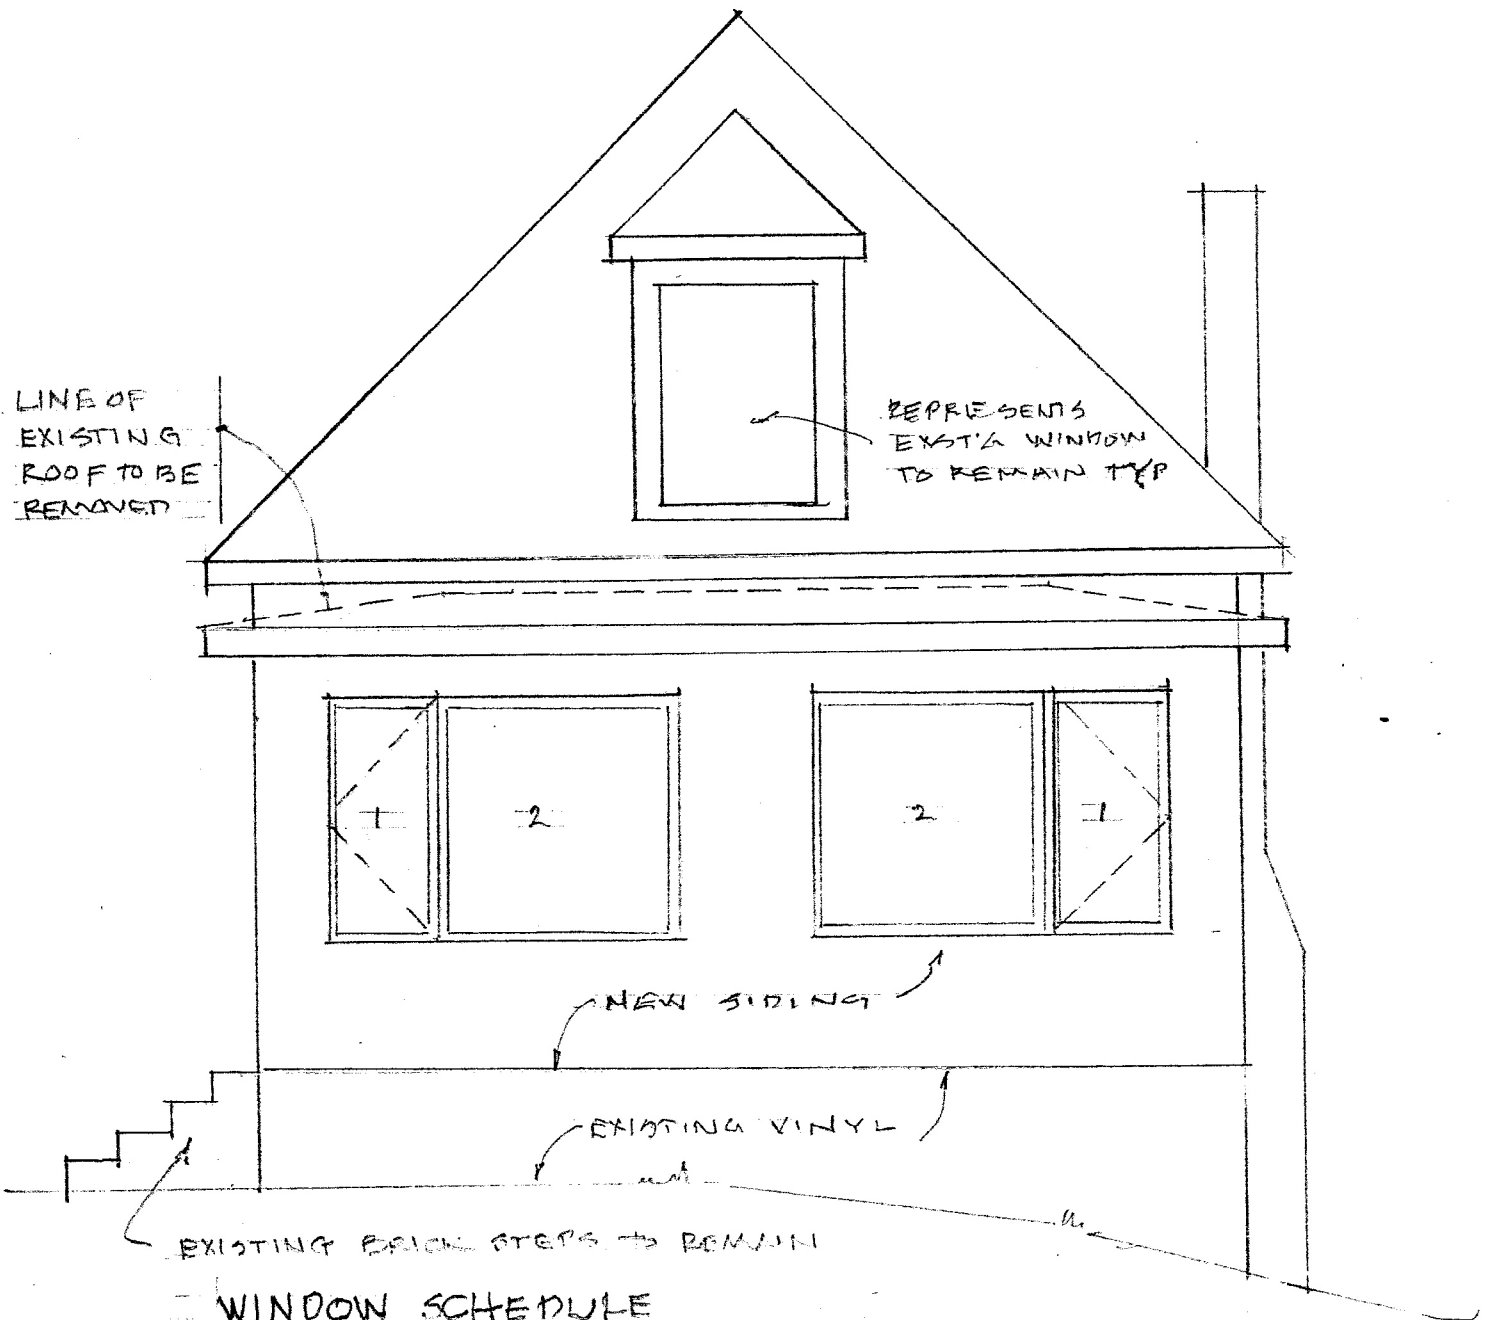 LINE OF
EXISTING
ROOF TO BE
REMOVED
REPRESENTS
EXST'G WINDOW
TO REMAIN TYP
1
2
2
1
NEW SIDING
EXISTING VINYL
EXISTING BRICK STEPS TO REMAIN
WINDOW SCHEDULE